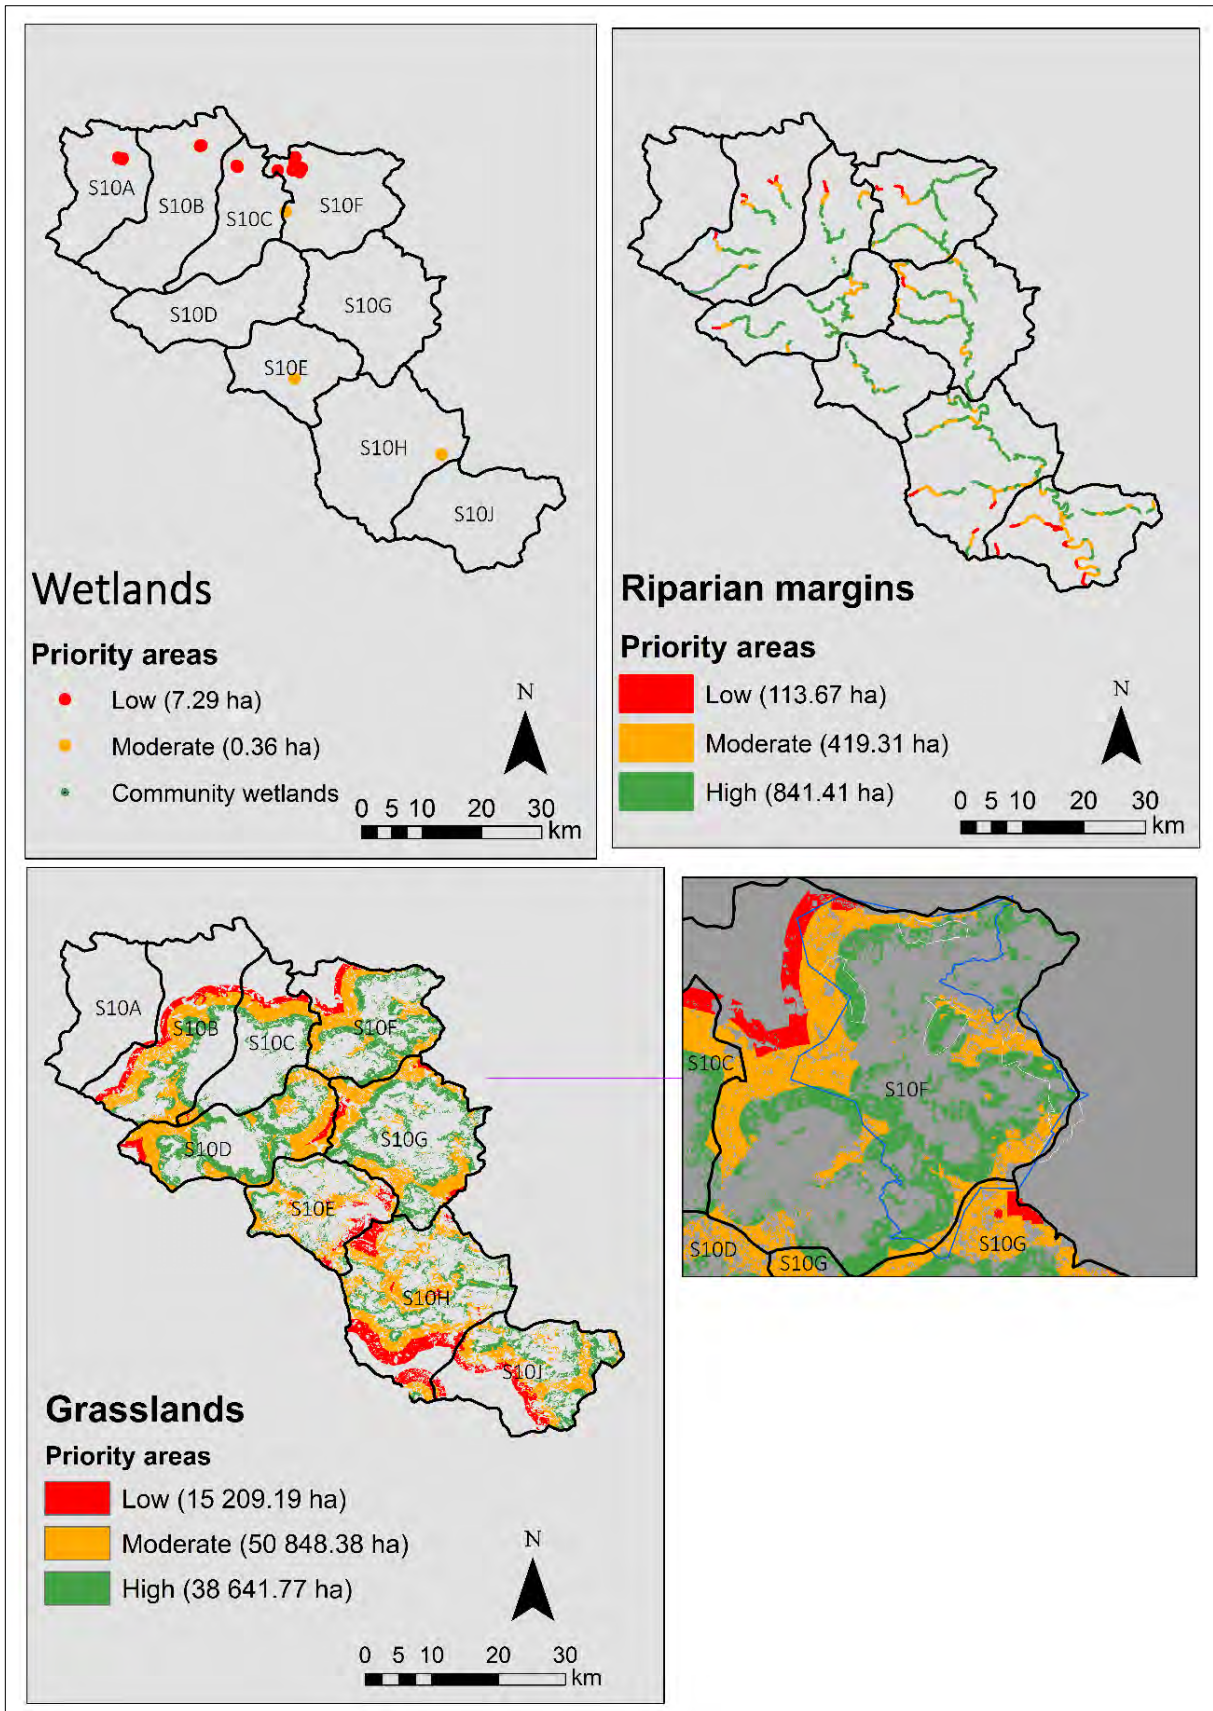 S10A
S10B
S10C
S10F
S10D
S10G
S10E
S10H
S10J
Wetlands
Priority areas
Low (7.29 ha)
Moderate (0.36 ha)
Community wetlands
N
0 5 10 20 30
km
Riparian margins
Priority areas
Low (113.67 ha)
Moderate (419.31 ha)
High (841.41 ha)
N
0 5 10 20 30
km
S10A
S10B
S10C
S10F
S10D
S10G
S10E
S10H
S10J
Grasslands
Priority areas
Low (15 209.19 ha)
Moderate (50 848.38 ha)
High (38 641.77 ha)
N
0 5 10 20 30
km
S10C
S10F
S10D
S10G
S10G